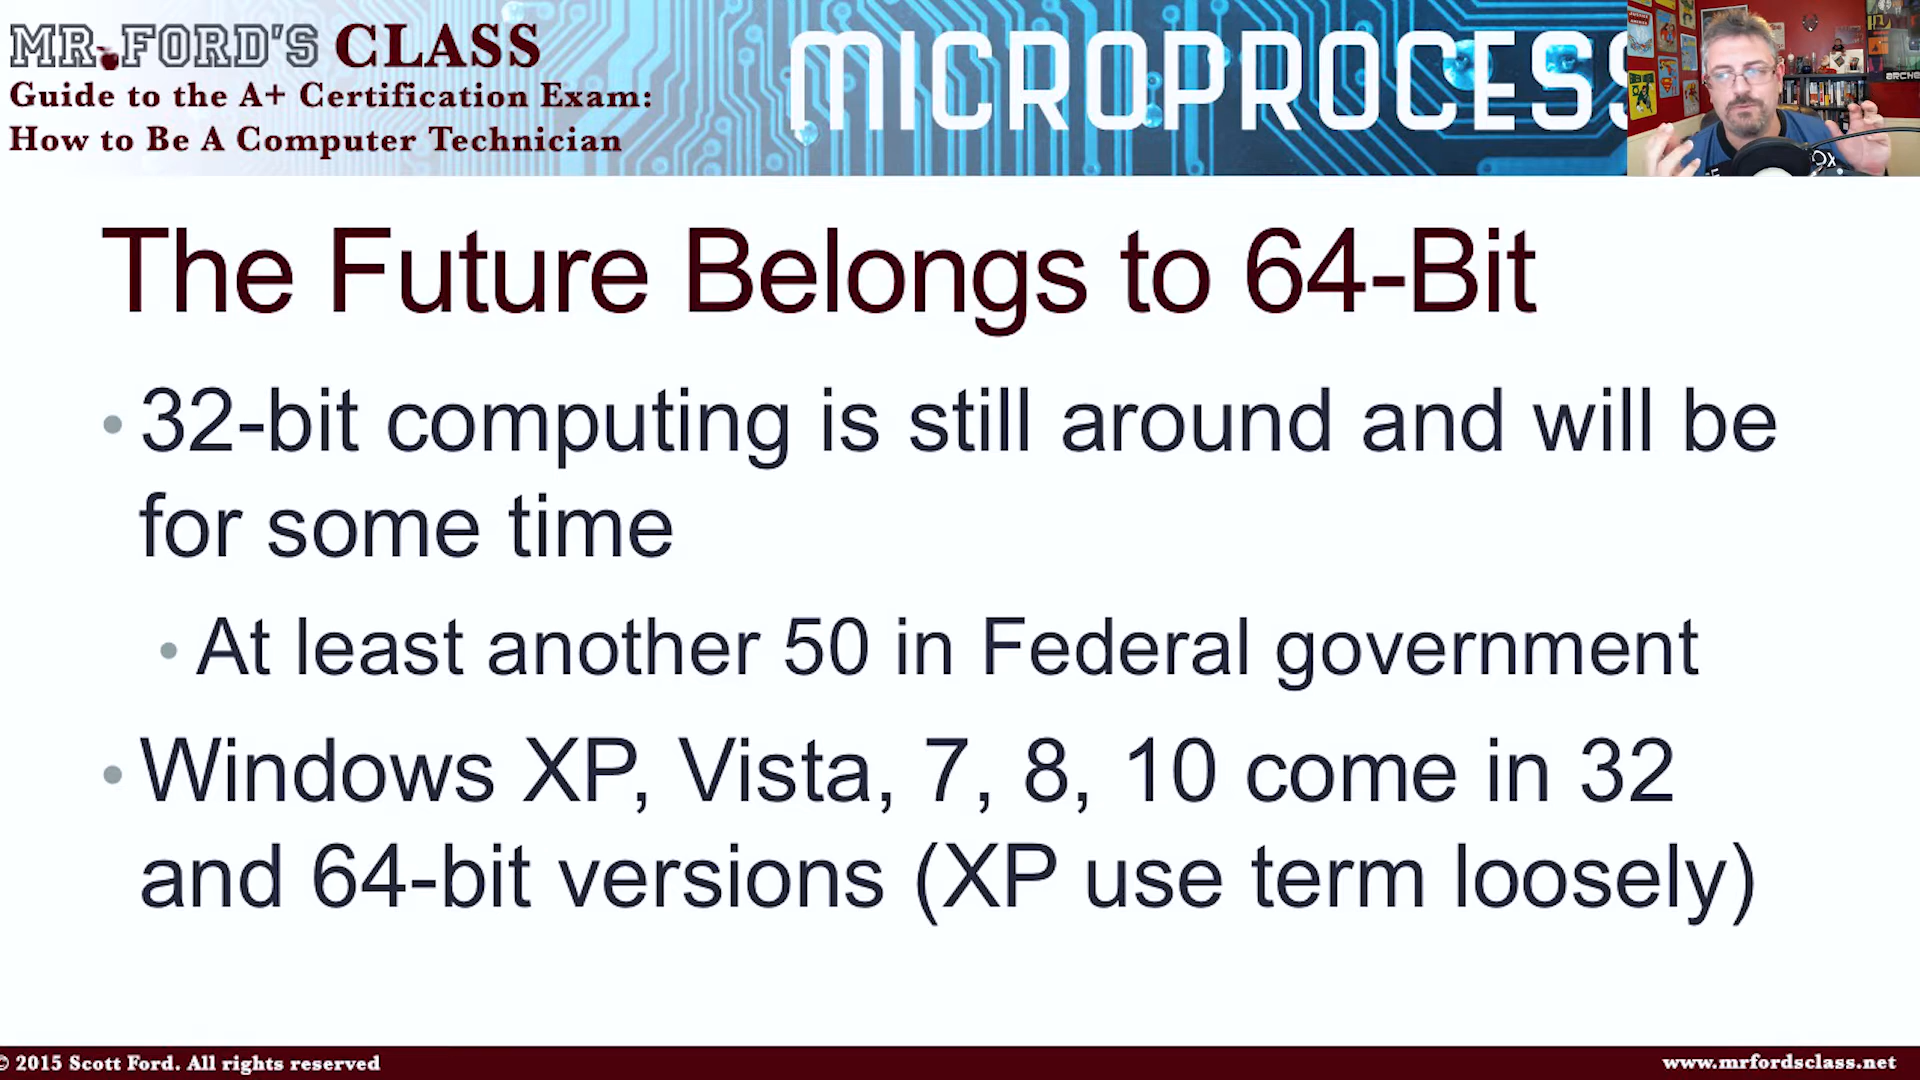 MR. FORD'S CLASS
Guide to the A+ Certification Exam:
How to Be A Computer Technician
MICROPROCESS
The Future Belongs to 64-Bit
• 32-bit computing is still around and will be
for some time
• At least another 50 in Federal government
• Windows XP, Vista, 7, 8, 10 come in 32
and 64-bit versions (XP use term loosely)
© 2015 Scott Ford. All rights reserved
www.mrfordsclass.net